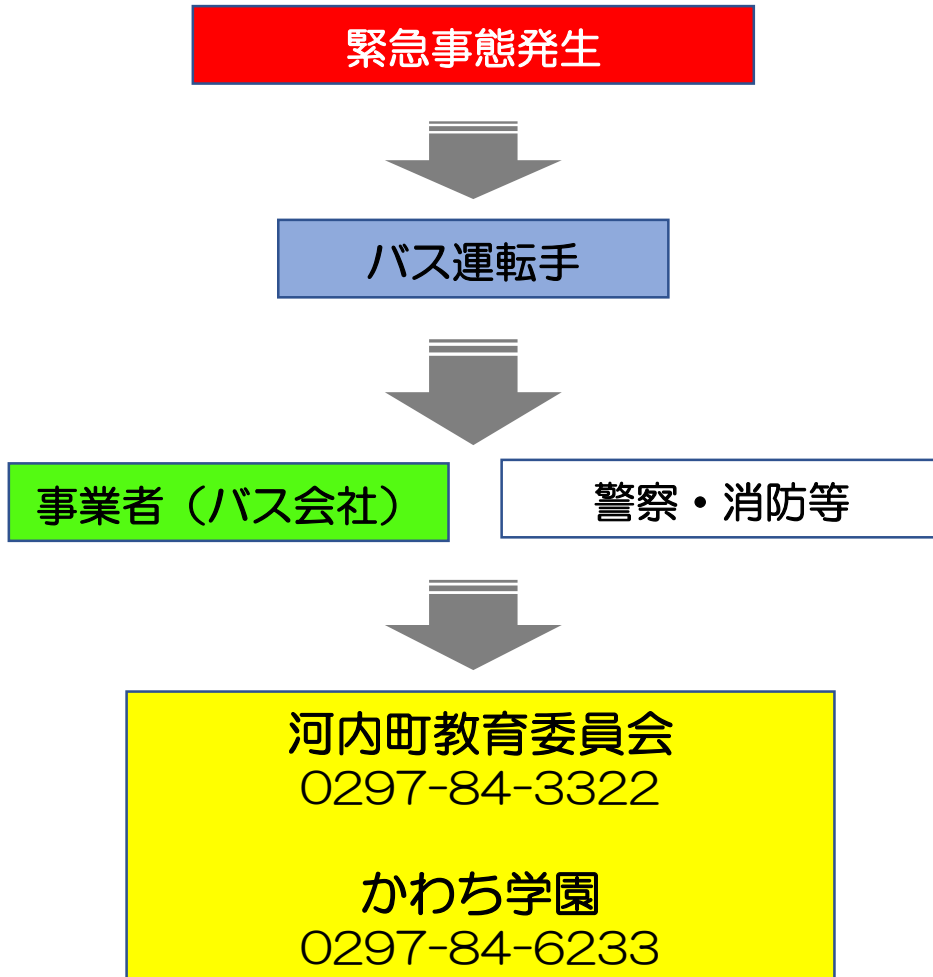 緊急事態発生
バス運転手
事業者（バス会社）
警察・消防等
河内町教育委員会
0297-84-3322
かわち学園
0297-84-6233